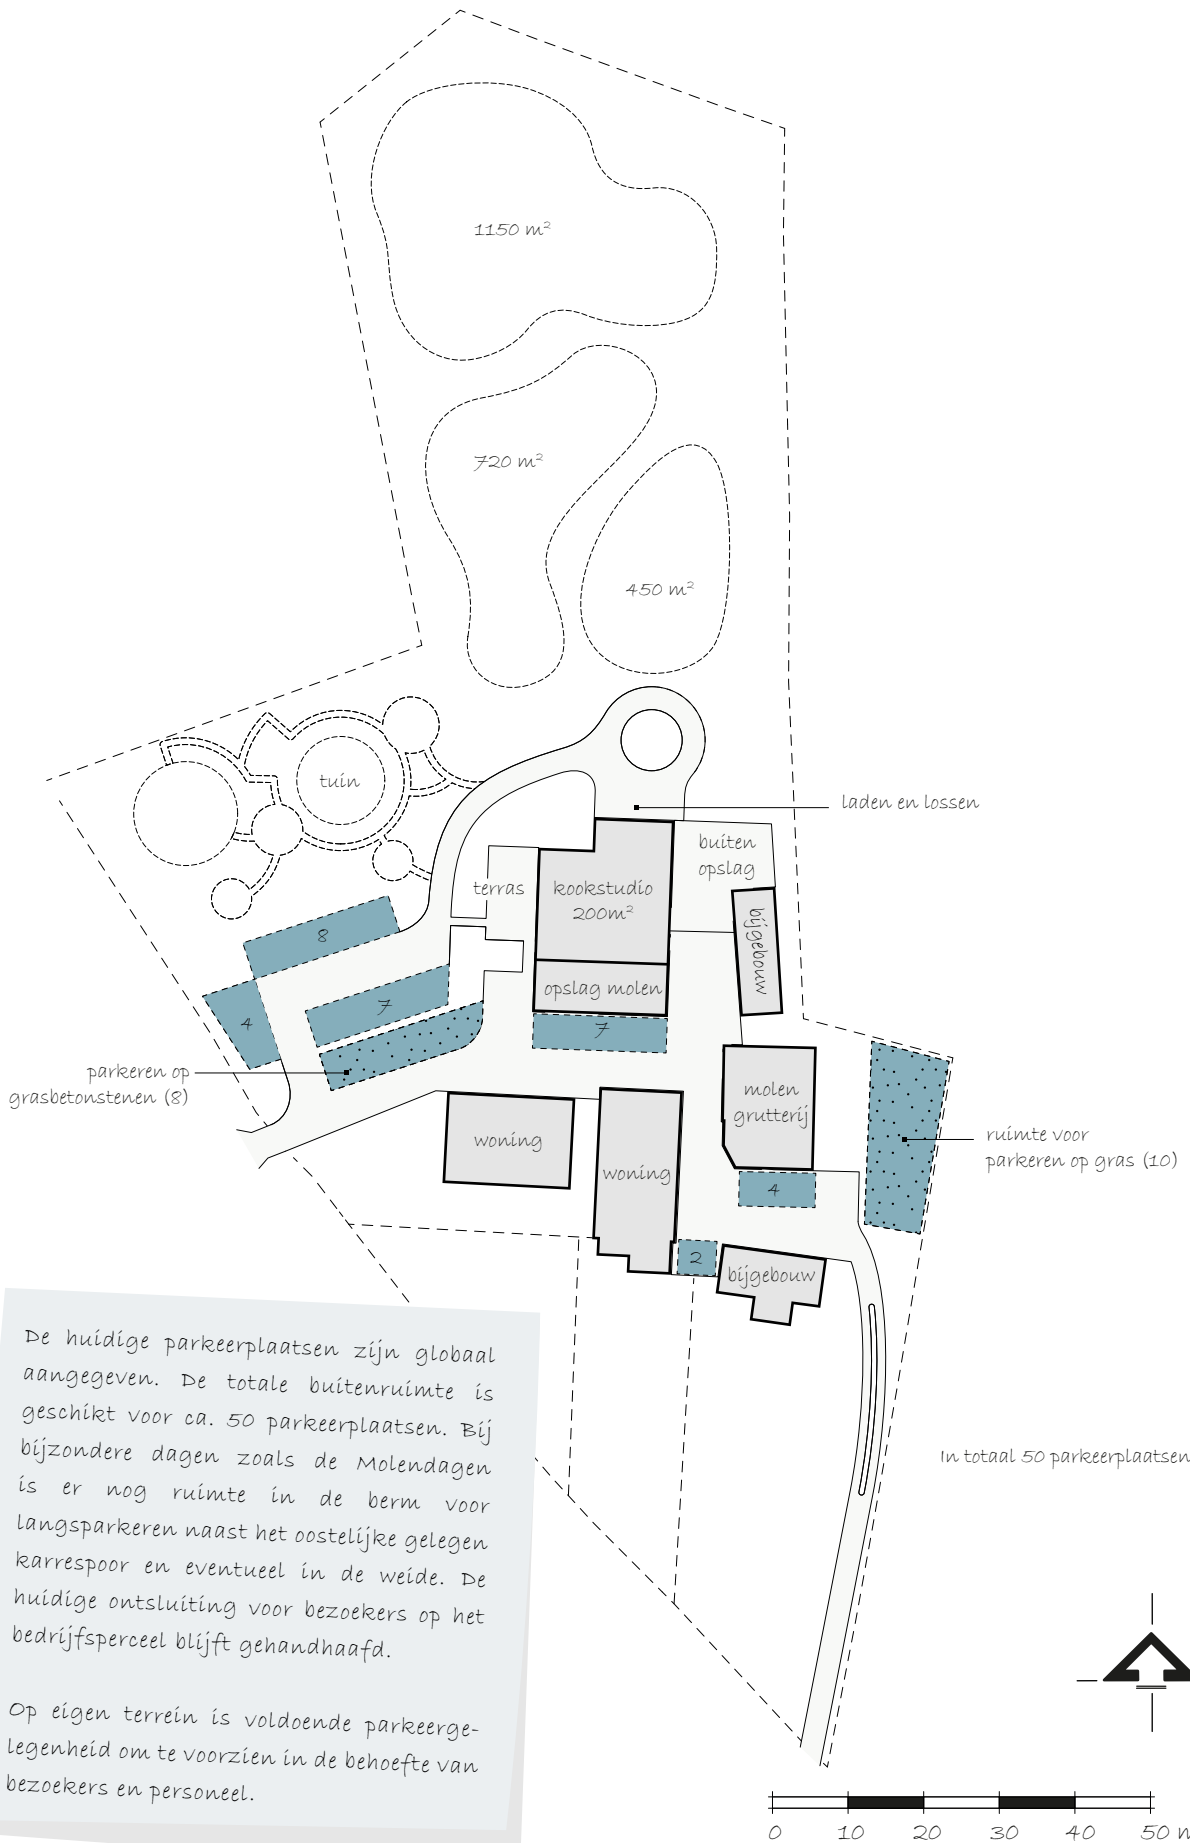 1150 m²
720 m²
450 m²
tuin
laden en lossen
buiten
opslag
terras
kookstudio
200m²
bijgebouw
8
opslag molen
7
4
7
parkeren op
grasbetonstenen (8)
molen
grutterij
woning
woning
ruimte voor
parkeren op gras (10)
4
2
bijgebouw
De huidige parkeerplaatsen zijn globaal
aangegeven. De totale buitenruimte is
geschikt voor ca. 50 parkeerplaatsen. Bij
bijzondere dagen zoals de Molendagen
is er nog ruimte in de berm voor
langsparkeren naast het oostelijke gelegen
karrespoor en eventueel in de weide. De
huidige ontsluiting voor bezoekers op het
bedrijfsperceel blijft gehandhaafd.
Op eigen terrein is voldoende parkeerge-
legenheid om te voorzien in de behoefte van
bezoekers en personeel.
In totaal 50 parkeerplaatsen
0 10 20 30 40 50 m